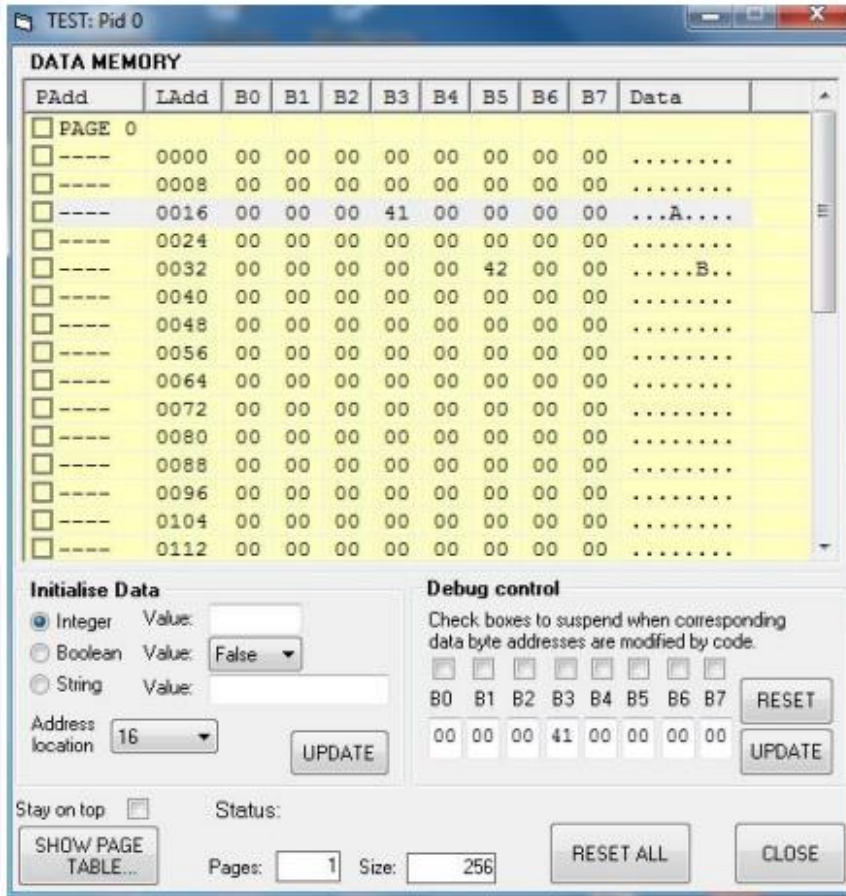 TEST: Pid 0
DATA MEMORY
PAdd LAdd B0 B1 B2 B3 B4 B5 B6 B7 Data
PAGE 0
---- 0000 00 00 00 00 00 00 00 00 ........
---- 0008 00 00 00 00 00 00 00 00 ........
---- 0016 00 00 00 41 00 00 00 00 ...A....
---- 0024 00 00 00 00 00 00 00 00 ........
---- 0032 00 00 00 00 00 42 00 00 .....B..
---- 0040 00 00 00 00 00 00 00 00 ........
---- 0048 00 00 00 00 00 00 00 00 ........
---- 0056 00 00 00 00 00 00 00 00 ........
---- 0064 00 00 00 00 00 00 00 00 ........
---- 0072 00 00 00 00 00 00 00 00 ........
---- 0080 00 00 00 00 00 00 00 00 ........
---- 0088 00 00 00 00 00 00 00 00 ........
---- 0096 00 00 00 00 00 00 00 00 ........
---- 0104 00 00 00 00 00 00 00 00 ........
---- 0112 00 00 00 00 00 00 00 00 ........
Initialise Data
Integer Value:
Boolean Value: False
String Value:
Address
location 16
UPDATE
Debug control
Check boxes to suspend when corresponding
data byte addresses are modified by code.
B0 B1 B2 B3 B4 B5 B6 B7 RESET
00 00 00 41 00 00 00 00 UPDATE
Stay on top Status:
SHOW PAGE
TABLE...
Pages: 1 Size: 256
RESET ALL
CLOSE